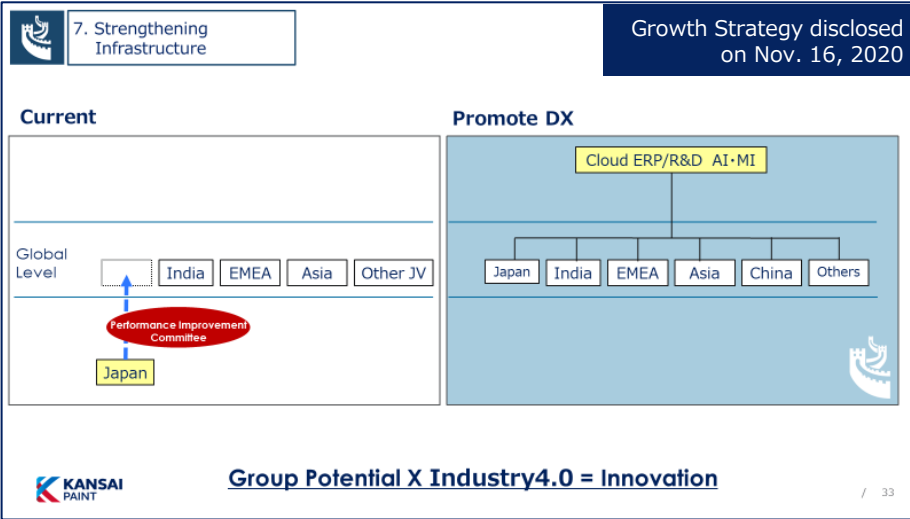 7. Strengthening
Infrastructure
Growth Strategy disclosed
on Nov. 16, 2020
Current
Global
Level
India
EMEA
Asia
Other JV
Performance Improvement
Committee
Japan
Promote DX
Cloud ERP/R&D AI・MI
Japan
India
EMEA
Asia
China
Others
Group Potential X Industry4.0 = Innovation
KANSAI
PAINT
/ 33